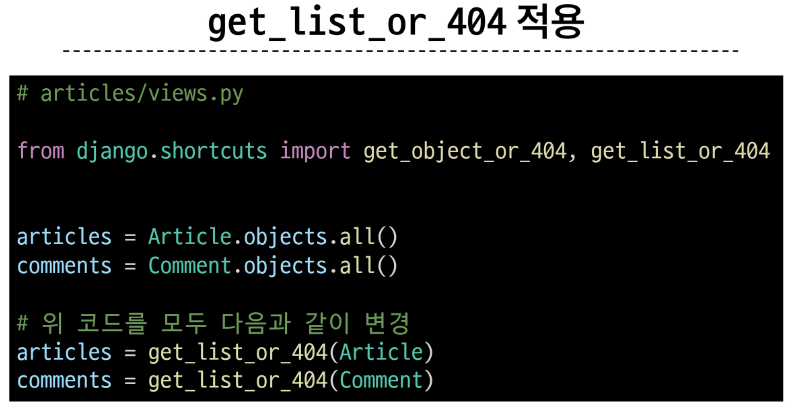 get_list_or_404 적용
# articles/views.py
from django.shortcuts import get_object_or_404, get_list_or_404
articles = Article.objects.all()
comments = Comment.objects.all()
# 위 코드를 모두 다음과 같이 변경
articles = get_list_or_404(Article)
comments = get_list_or_404(Comment)